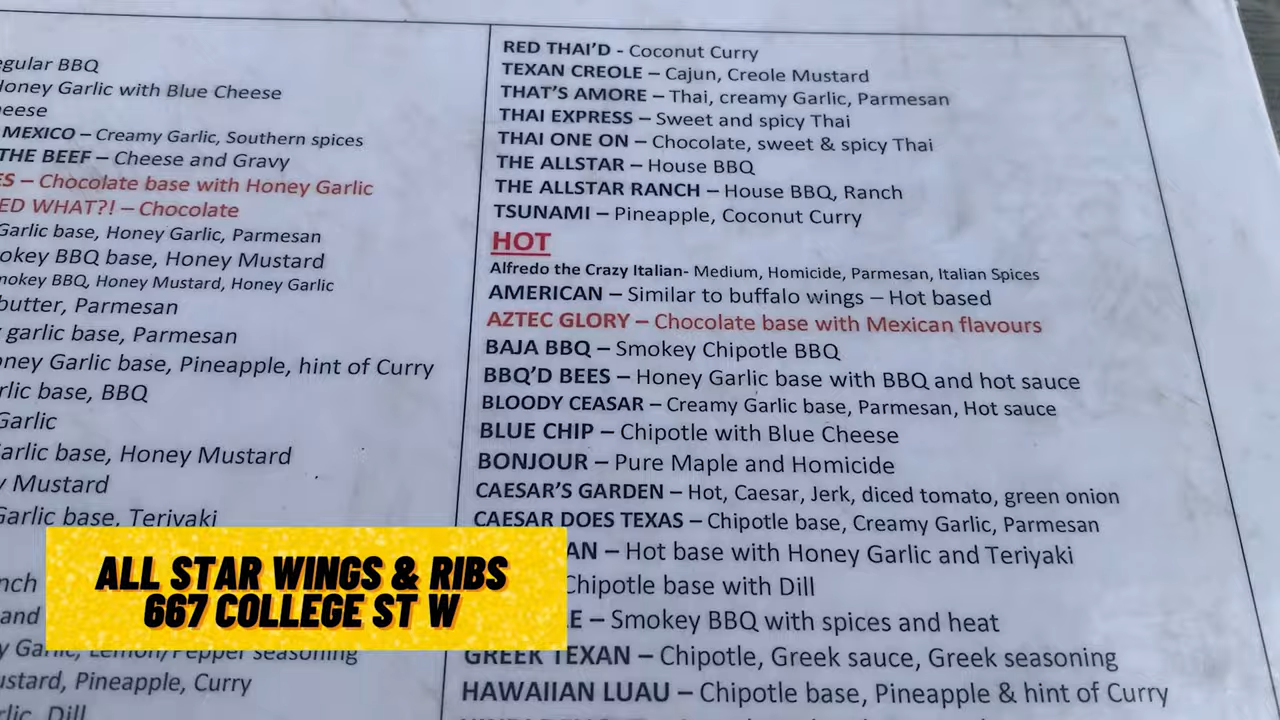 egular BBQ
Honey Garlic with Blue Cheese
eese
MEXICO – Creamy Garlic, Southern spices
THE BEEF – Cheese and Gravy
ES – Chocolate base with Honey Garlic
ED WHAT?! – Chocolate
Garlic base, Honey Garlic, Parmesan
okey BBQ base, Honey Mustard
mokey BBQ, Honey Mustard, Honey Garlic
butter, Parmesan
garlic base, Parmesan
oney Garlic base, Pineapple, hint of Curry
rlic base, BBQ
Garlic
Garlic base, Honey Mustard
y Mustard
Garlic base, Teriyaki
nch
and
y Garlic, Lemon/Pepper seasoning
ustard, Pineapple, Curry
rlic, Dill
RED THAI'D - Coconut Curry
TEXAN CREOLE – Cajun, Creole Mustard
THAT'S AMORE – Thai, creamy Garlic, Parmesan
THAI EXPRESS – Sweet and spicy Thai
THAI ONE ON – Chocolate, sweet & spicy Thai
THE ALLSTAR – House BBQ
THE ALLSTAR RANCH – House BBQ, Ranch
TSUNAMI – Pineapple, Coconut Curry
HOT
Alfredo the Crazy Italian- Medium, Homicide, Parmesan, Italian Spices
AMERICAN – Similar to buffalo wings – Hot based
AZTEC GLORY – Chocolate base with Mexican flavours
BAJA BBQ – Smokey Chipotle BBQ
BBQ'D BEES – Honey Garlic base with BBQ and hot sauce
BLOODY CEASAR – Creamy Garlic base, Parmesan, Hot sauce
BLUE CHIP – Chipotle with Blue Cheese
BONJOUR – Pure Maple and Homicide
CAESAR'S GARDEN – Hot, Caesar, Jerk, diced tomato, green onion
CAESAR DOES TEXAS – Chipotle base, Creamy Garlic, Parmesan
AN – Hot base with Honey Garlic and Teriyaki
Chipotle base with Dill
E – Smokey BBQ with spices and heat
GREEK TEXAN – Chipotle, Greek sauce, Greek seasoning
HAWAIIAN LUAU – Chipotle base, Pineapple & hint of Curry
ALL STAR WINGS & RIBS
667 COLLEGE ST W